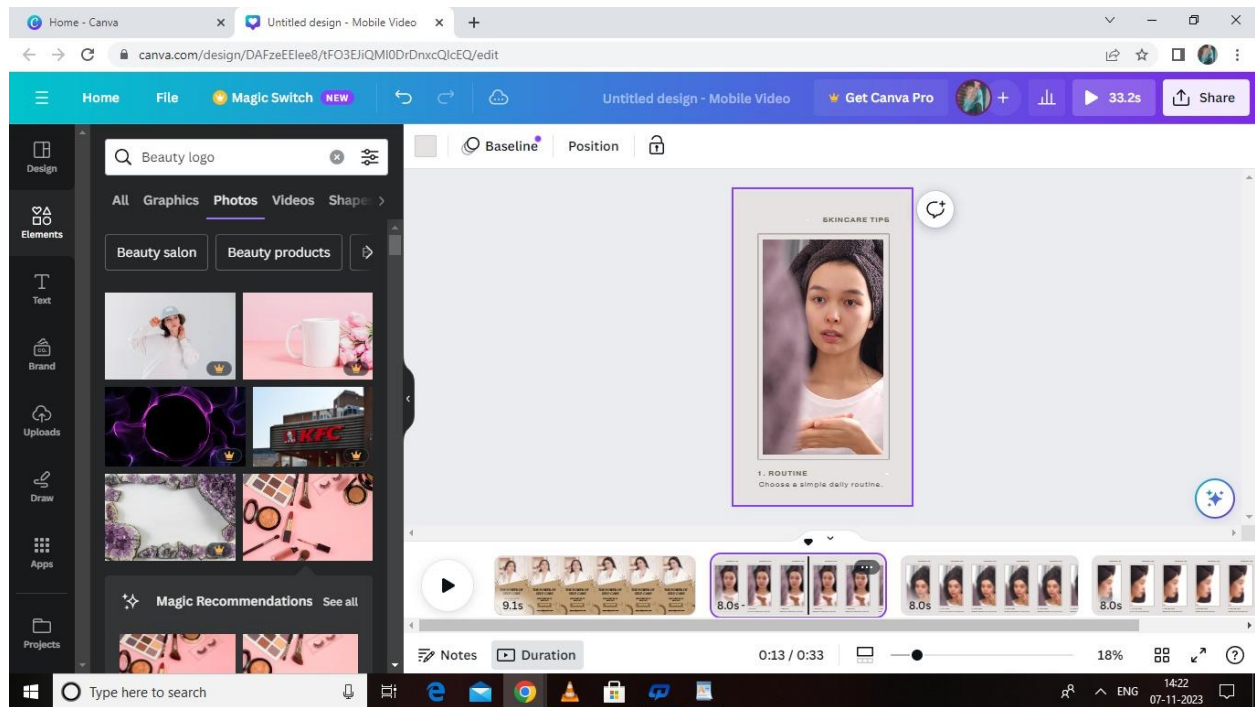 Home - Canva
Untitled design - Mobile Video
canva.com/design/DAFzeEElee8/tFO3EJiQMI0DrDnxcQlcEQ/edit
Home File Magic Switch NEW Untitled design - Mobile Video Get Canva Pro + 33.2s Share
Design
Elements
Text
Brand
Uploads
Draw
Apps
Projects
Beauty logo
All Graphics Photos Videos Shape
Beauty salon Beauty products
KFC
Magic Recommendations See all
Baseline Position
SKINCARE TIPS
1. ROUTINE
Choose a simple daily routine.
9.1s 8.0s 8.0s 8.0s
Notes Duration 0:13 / 0:33 18%
Type here to search
ENG 14:22
07-11-2023